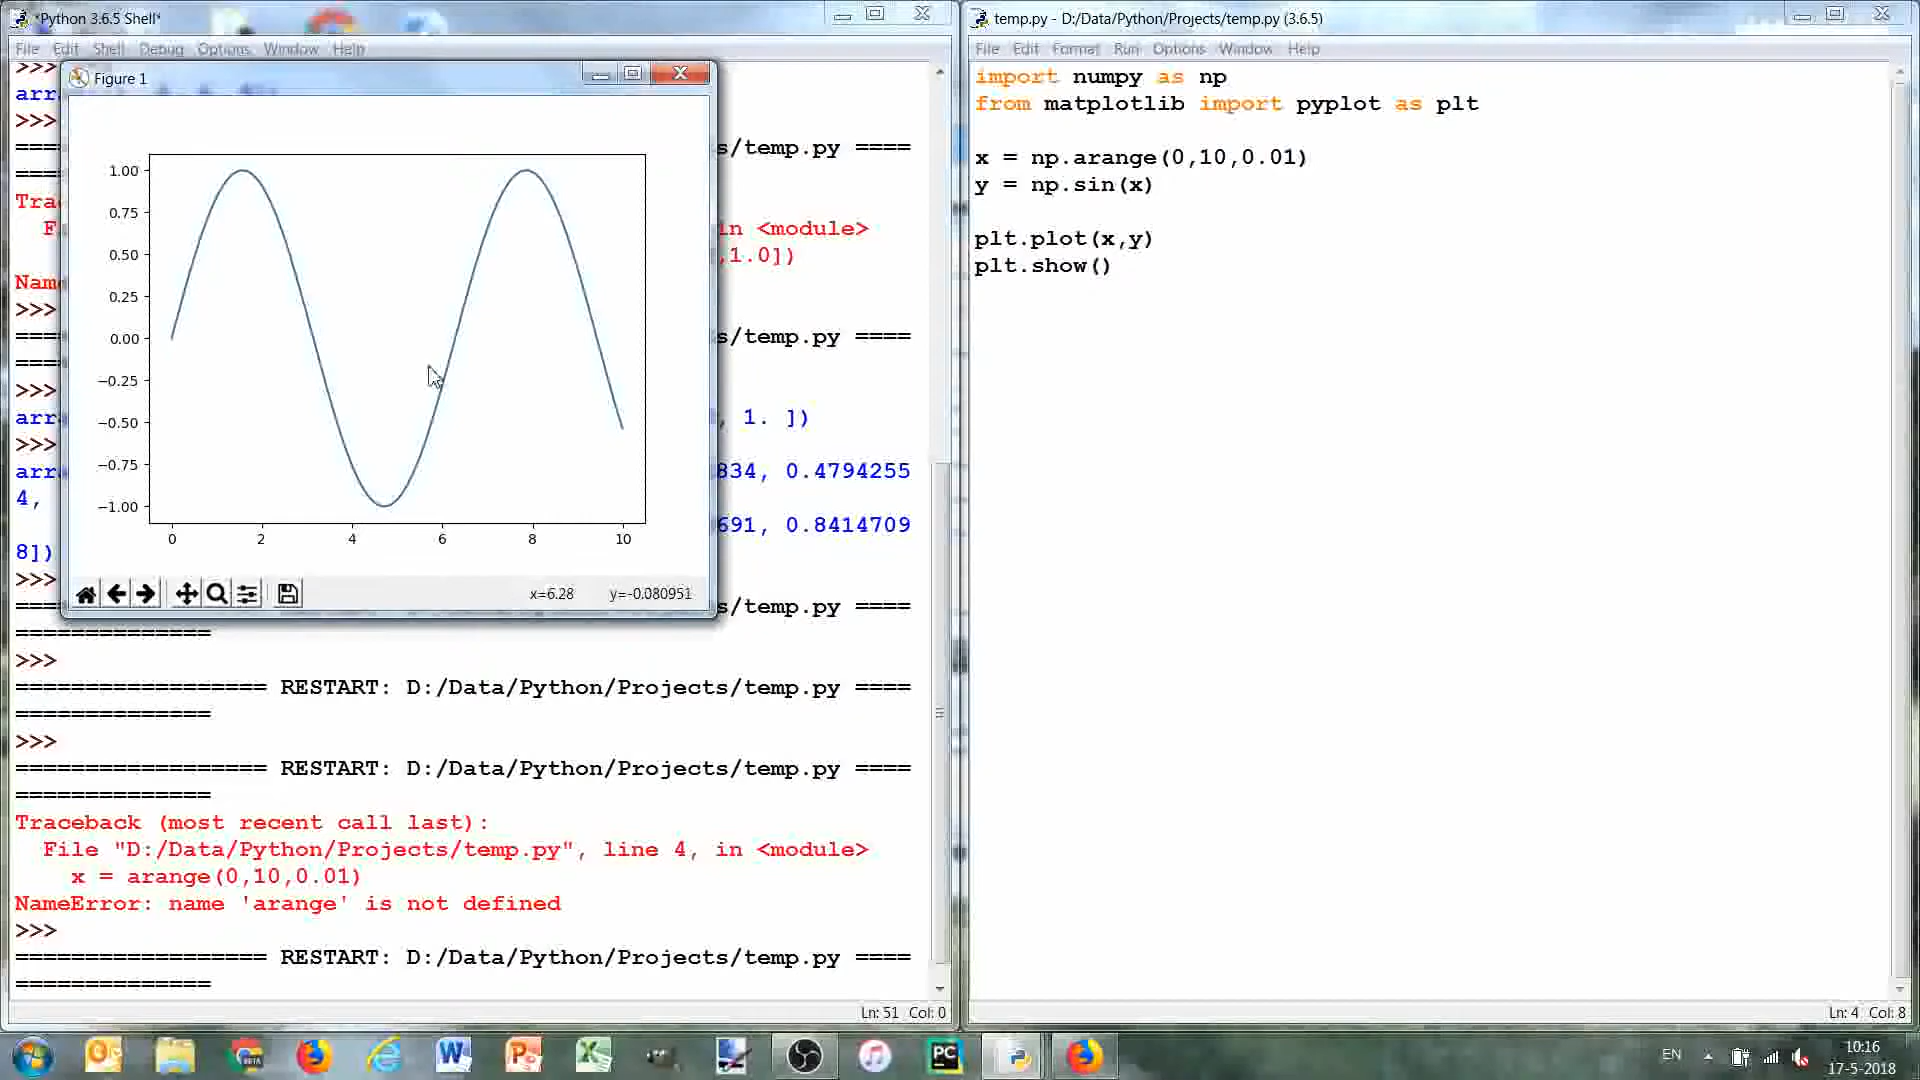 *Python 3.6.5 Shell*
File Edit Shell Debug Options Window Help
>>>
arr
>>>
==== s/temp.py ====
====
Tra
F in <module>
,1.0])
Nam
>>>
==== s/temp.py ====
====
>>>
arr , 1. ])
>>>
arr 834, 0.4794255
4,
691, 0.8414709
8])
>>>
==== s/temp.py ====
==============
>>>
================== RESTART: D:/Data/Python/Projects/temp.py ====
==============
>>>
================== RESTART: D:/Data/Python/Projects/temp.py ====
==============
Traceback (most recent call last):
File "D:/Data/Python/Projects/temp.py", line 4, in <module>
x = arange(0,10,0.01)
NameError: name 'arange' is not defined
>>>
================== RESTART: D:/Data/Python/Projects/temp.py ====
==============
Ln: 51 Col: 0
Figure 1
1.00
0.75
0.50
0.25
0.00
−0.25
−0.50
−0.75
−1.00
0 2 4 6 8 10
x=6.28 y=-0.080951
temp.py - D:/Data/Python/Projects/temp.py (3.6.5)
File Edit Format Run Options Window Help
import numpy as np
from matplotlib import pyplot as plt
x = np.arange(0,10,0.01)
y = np.sin(x)
plt.plot(x,y)
plt.show()
Ln: 4 Col: 8
BETA
PC
EN
10:16
17-5-2018